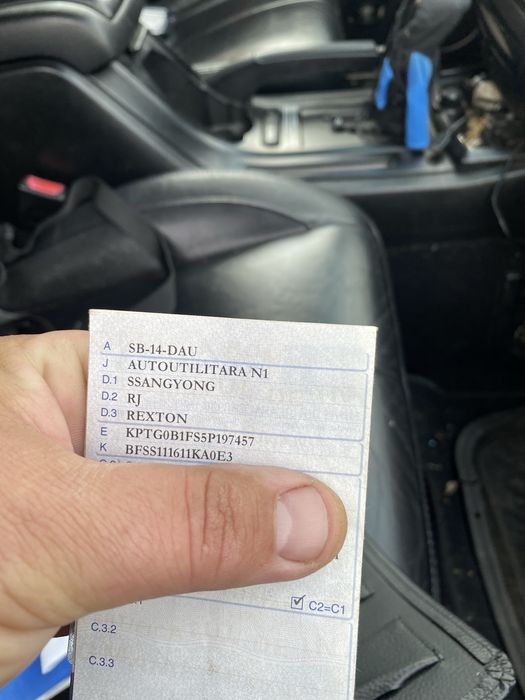 A SB-14-DAU
J AUTOUTILITARA N1
D.1 SSANGYONG
D.2 RJ
D.3 REXTON
E KPTG0B1FS5P197457
K BFSS111611KA0E3
C2=C1
C.3.2
C.3.3